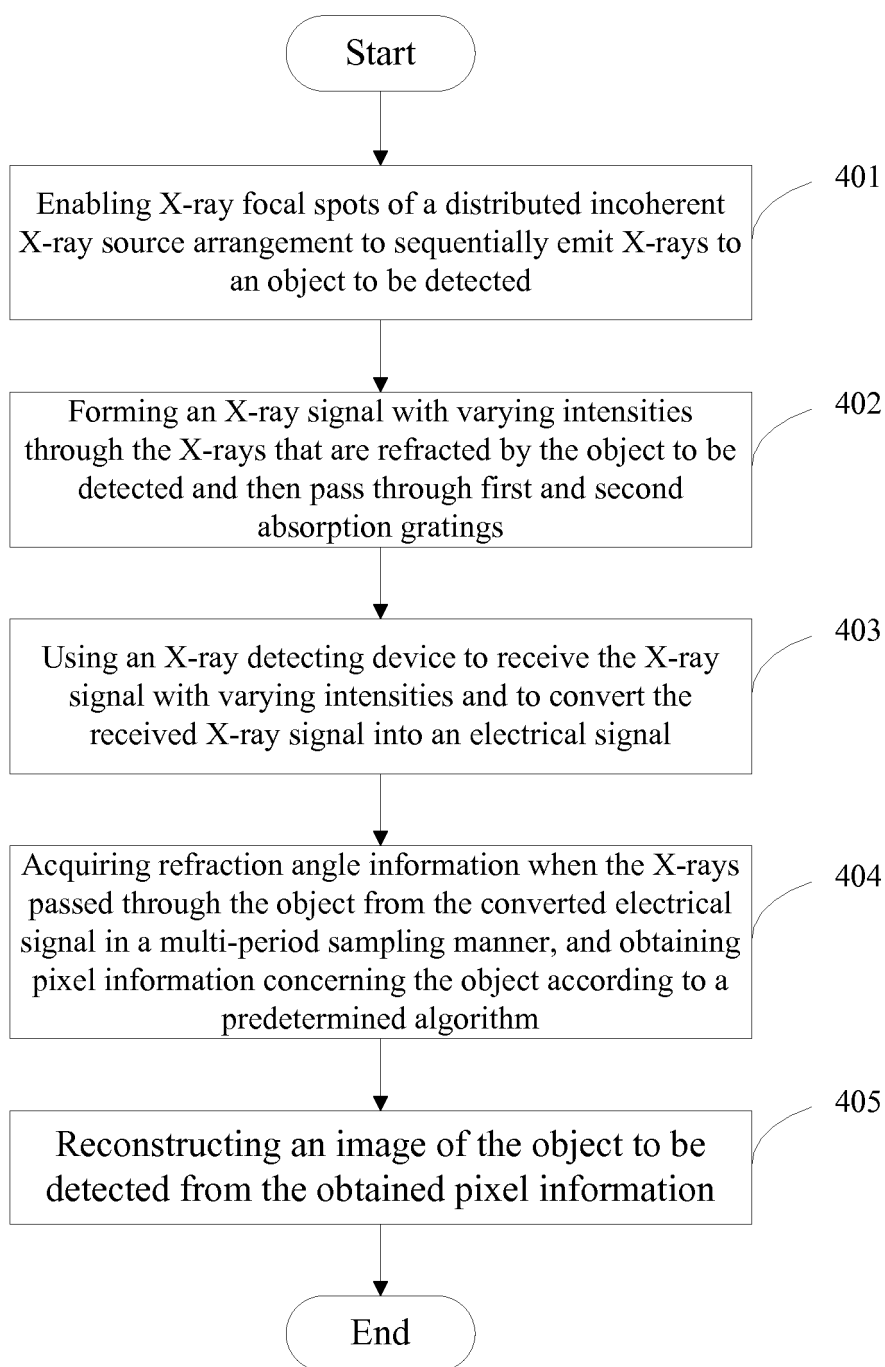 Start
401
Enabling X-ray focal spots of a distributed incoherent
X-ray source arrangement to sequentially emit X-rays to
an object to be detected
402
Forming an X-ray signal with varying intensities
through the X-rays that are refracted by the object to be
detected and then pass through first and second
absorption gratings
403
Using an X-ray detecting device to receive the X-ray
signal with varying intensities and to convert the
received X-ray signal into an electrical signal
404
Acquiring refraction angle information when the X-rays
passed through the object from the converted electrical
signal in a multi-period sampling manner, and obtaining
pixel information concerning the object according to a
predetermined algorithm
405
Reconstructing an image of the object to be
detected from the obtained pixel information
End